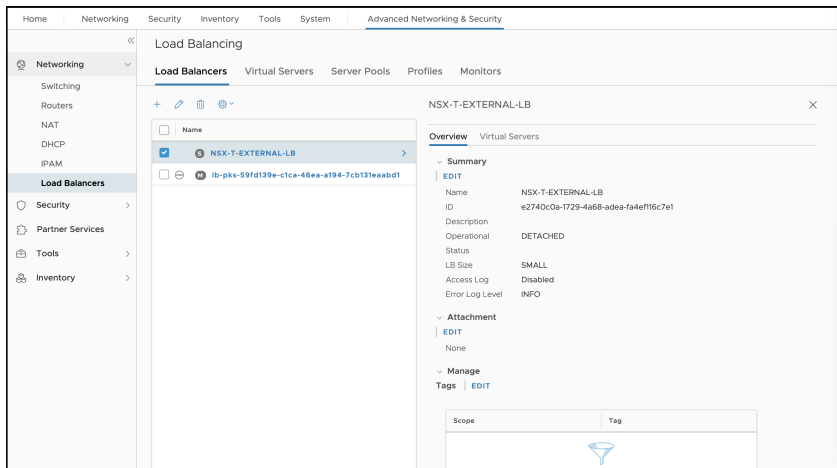 Home Networking Security Inventory Tools System Advanced Networking & Security
Networking
Switching
Routers
NAT
DHCP
IPAM
Load Balancers
Security
Partner Services
Tools
Inventory
Load Balancing
Load Balancers Virtual Servers Server Pools Profiles Monitors
Name
S NSX-T-EXTERNAL-LB
M lb-pks-59fd139e-c1ca-46ea-a194-7cb131eaabd1
NSX-T-EXTERNAL-LB
Overview Virtual Servers
Summary
EDIT
Name NSX-T-EXTERNAL-LB
ID e2740c0a-1729-4a68-adea-fa4ef116c7e1
Description
Operational DETACHED
Status
LB Size SMALL
Access Log Disabled
Error Log Level INFO
Attachment
EDIT
None
Manage
Tags EDIT
Scope Tag